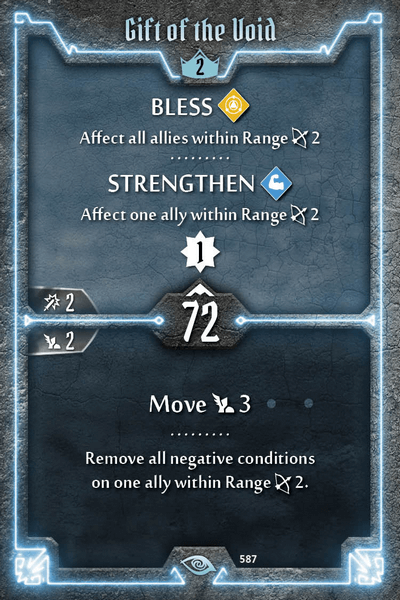 Gift of the Void
2
BLESS
Affect all allies within Range 2
STRENGTHEN
Affect one ally within Range 2
1
2
72
2
Move 3
Remove all negative conditions
on one ally within Range 2.
587